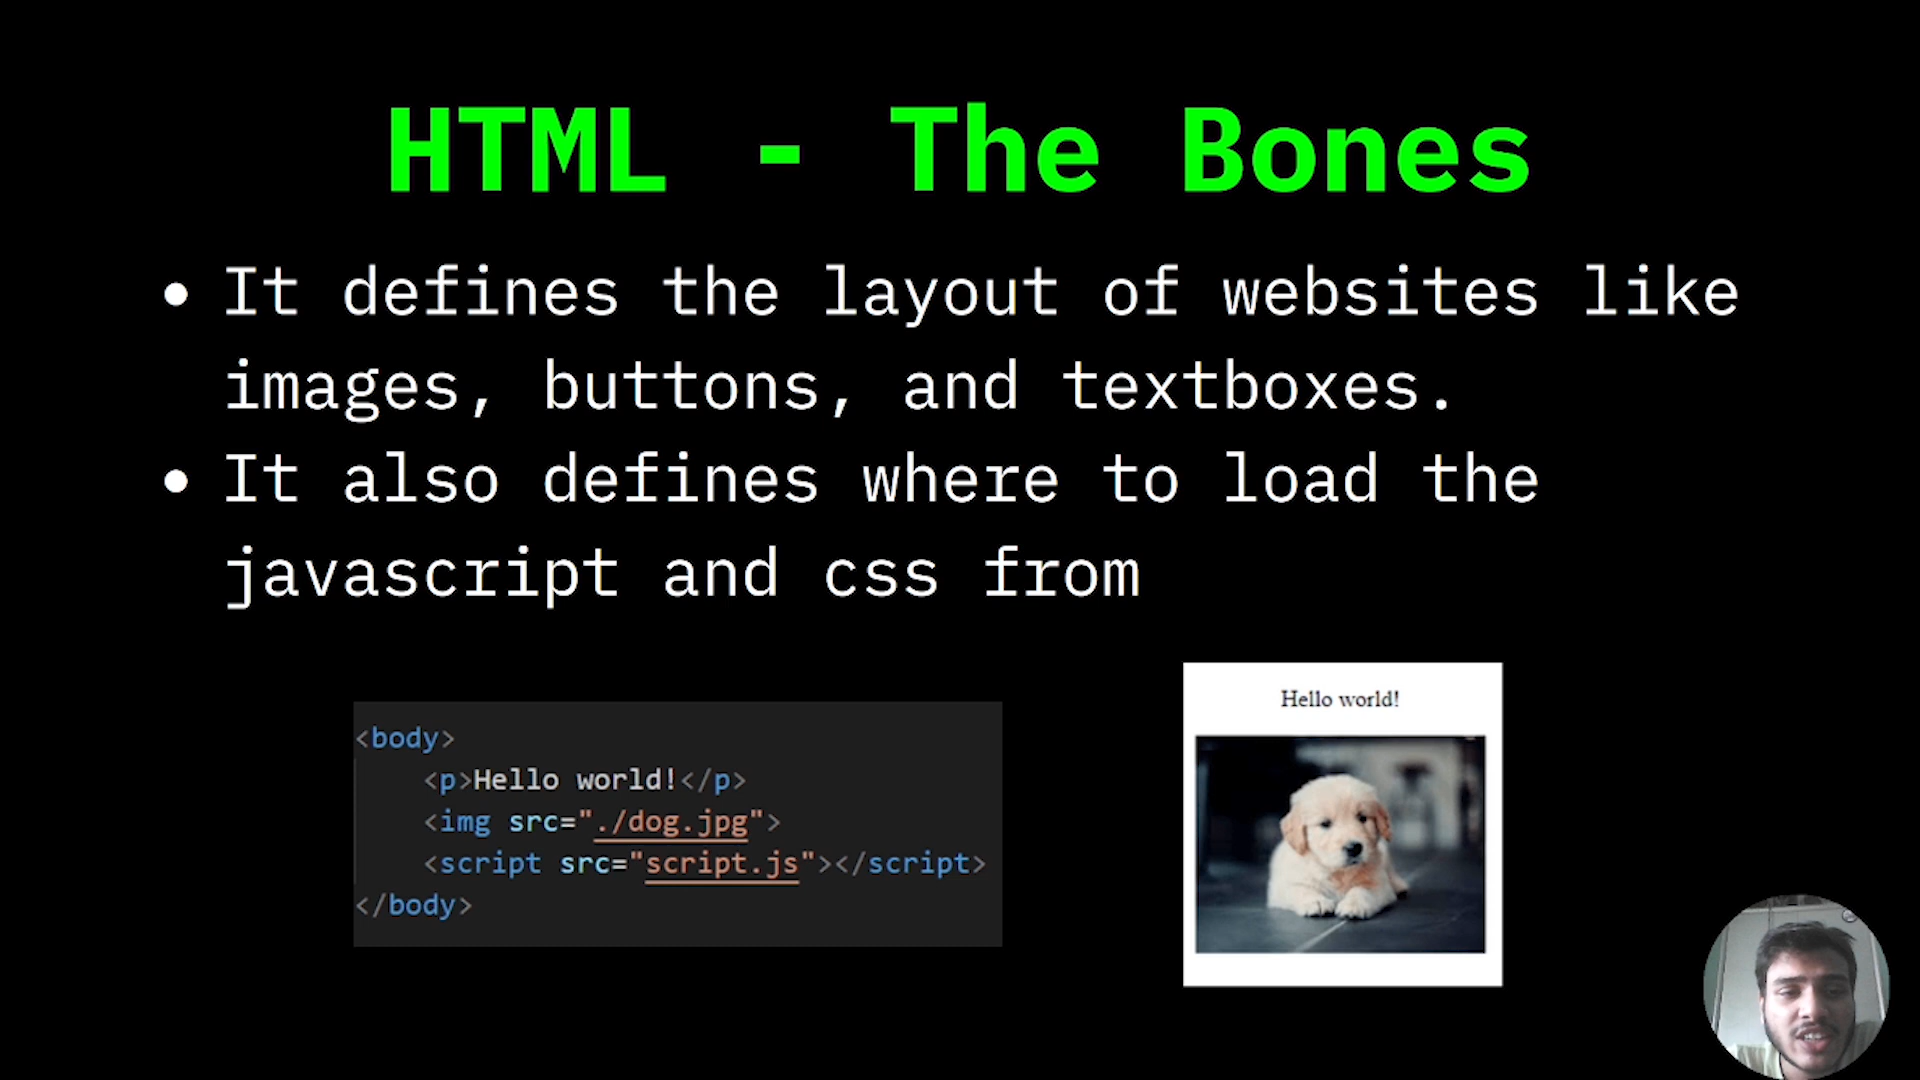 HTML - The Bones
• It defines the layout of websites like
images, buttons, and textboxes.
• It also defines where to load the
javascript and css from
<body>
<p>Hello world!</p>
<img src="./dog.jpg">
<script src="script.js"></script>
</body>
Hello world!